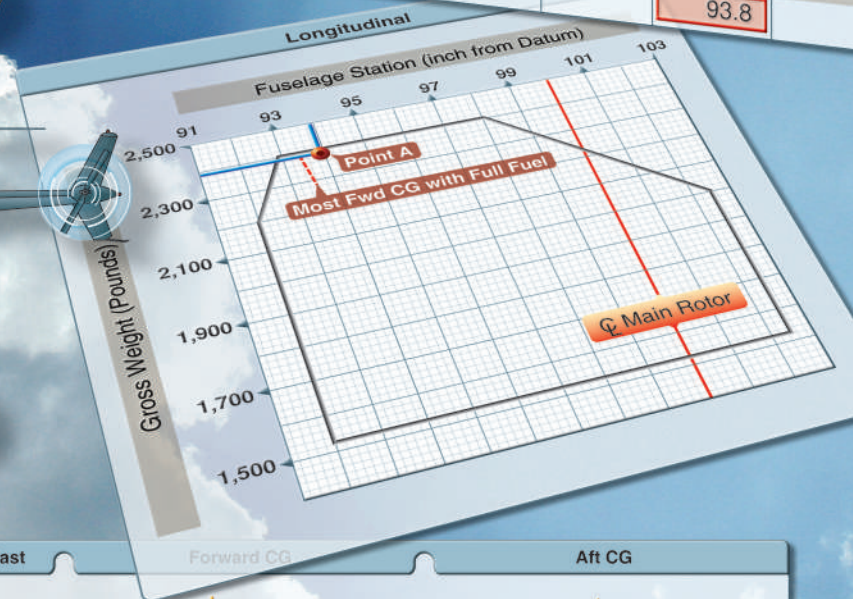 93.8
Longitudinal
Fuselage Station (inch from Datum)
91 93 95 97 99 101 103
2,500
Point A
Most Fwd CG with Full Fuel
2,300
2,100
℄ Main Rotor
1,900
1,700
1,500
Gross Weight (Pounds)
ast
Forward CG
Aft CG